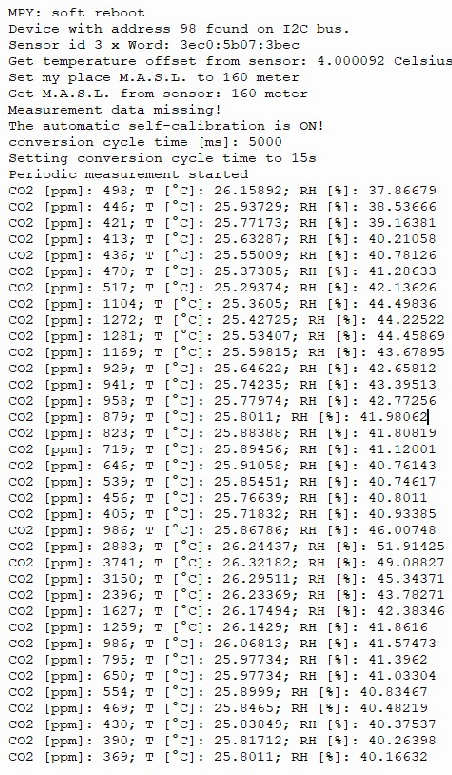 MPY: soft reboot
Device with address 98 found on I2C bus.
Sensor id 3 x Word: 3ec0:5b07:3bec
Get temperature offset from sensor: 4.000092 Celsius
Set my place M.A.S.L. to 160 meter
Get M.A.S.L. from sensor: 160 meter
Measurement data missing!
The automatic self-calibration is ON!
conversion cycle time [ms]: 5000
Setting conversion cycle time to 15s
Periodic measurement started
CO2 [ppm]: 498; T [°C]: 26.15892; RH [%]: 37.86679
CO2 [ppm]: 446; T [°C]: 25.93729; RH [%]: 38.53666
CO2 [ppm]: 421; T [°C]: 25.77173; RH [%]: 39.16381
CO2 [ppm]: 413; T [°C]: 25.63287; RH [%]: 40.21058
CO2 [ppm]: 436; T [°C]: 25.55009; RH [%]: 40.78126
CO2 [ppm]: 470; T [°C]: 25.37385; RH [%]: 41.28633
CO2 [ppm]: 517; T [°C]: 25.29374; RH [%]: 42.13626
CO2 [ppm]: 1104; T [°C]: 25.3605; RH [%]: 44.49836
CO2 [ppm]: 1272; T [°C]: 25.42725; RH [%]: 44.22522
CO2 [ppm]: 1281; T [°C]: 25.53407; RH [%]: 44.45869
CO2 [ppm]: 1169; T [°C]: 25.59815; RH [%]: 43.67895
CO2 [ppm]: 929; T [°C]: 25.64622; RH [%]: 42.65812
CO2 [ppm]: 941; T [°C]: 25.74235; RH [%]: 43.39513
CO2 [ppm]: 958; T [°C]: 25.77974; RH [%]: 42.77256
CO2 [ppm]: 879; T [°C]: 25.8011; RH [%]: 41.98062
CO2 [ppm]: 823; T [°C]: 25.88388; RH [%]: 41.80819
CO2 [ppm]: 719; T [°C]: 25.89456; RH [%]: 41.12001
CO2 [ppm]: 646; T [°C]: 25.91058; RH [%]: 40.76143
CO2 [ppm]: 539; T [°C]: 25.85451; RH [%]: 40.74617
CO2 [ppm]: 456; T [°C]: 25.76639; RH [%]: 40.8011
CO2 [ppm]: 405; T [°C]: 25.71832; RH [%]: 40.93385
CO2 [ppm]: 986; T [°C]: 25.86786; RH [%]: 46.00748
CO2 [ppm]: 2883; T [°C]: 26.24437; RH [%]: 51.91425
CO2 [ppm]: 3741; T [°C]: 26.32182; RH [%]: 49.08827
CO2 [ppm]: 3150; T [°C]: 26.29511; RH [%]: 45.34371
CO2 [ppm]: 2396; T [°C]: 26.23369; RH [%]: 43.78271
CO2 [ppm]: 1627; T [°C]: 26.17494; RH [%]: 42.38346
CO2 [ppm]: 1259; T [°C]: 26.1429; RH [%]: 41.8616
CO2 [ppm]: 986; T [°C]: 26.06813; RH [%]: 41.57473
CO2 [ppm]: 795; T [°C]: 25.97734; RH [%]: 41.3962
CO2 [ppm]: 650; T [°C]: 25.97734; RH [%]: 41.03304
CO2 [ppm]: 554; T [°C]: 25.8999; RH [%]: 40.83467
CO2 [ppm]: 469; T [°C]: 25.8465; RH [%]: 40.48219
CO2 [ppm]: 430; T [°C]: 25.83849; RH [%]: 40.37537
CO2 [ppm]: 390; T [°C]: 25.81712; RH [%]: 40.26398
CO2 [ppm]: 369; T [°C]: 25.8011; RH [%]: 40.16632